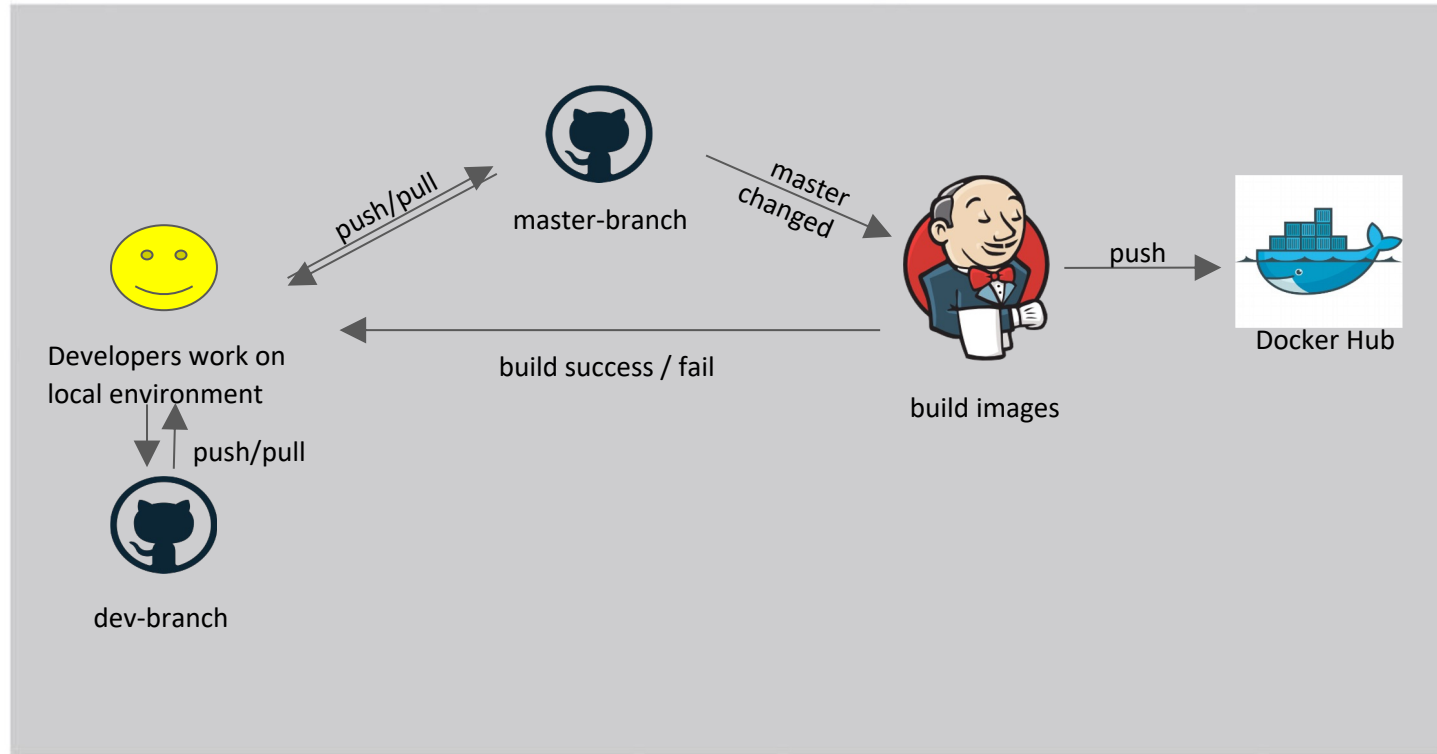 push/pull
master-branch
master
changed
push
Docker Hub
Developers work on
local environment
build success / fail
build images
push/pull
dev-branch